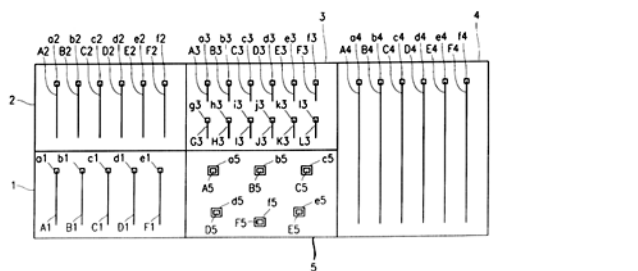 3
a3 b3 c3 d3 e3 f3
4
a2 b2 c2 d2 e2 f2
A3 B3 C3 D3 E3 F3
a4 b4 c4 d4 e4 f4
A2 B2 C2 D2 E2 F2
A4 B4 C4 D4 E4 F4
2
g3 h3 i3 j3 k3 l3
G3 H3 I3 J3 K3 L3
a1 b1 c1 d1 e1
a5 b5 c5
1
A5 B5 C5
d5 f5 e5
A1 B1 C1 D1 F1
D5 F5 E5
5